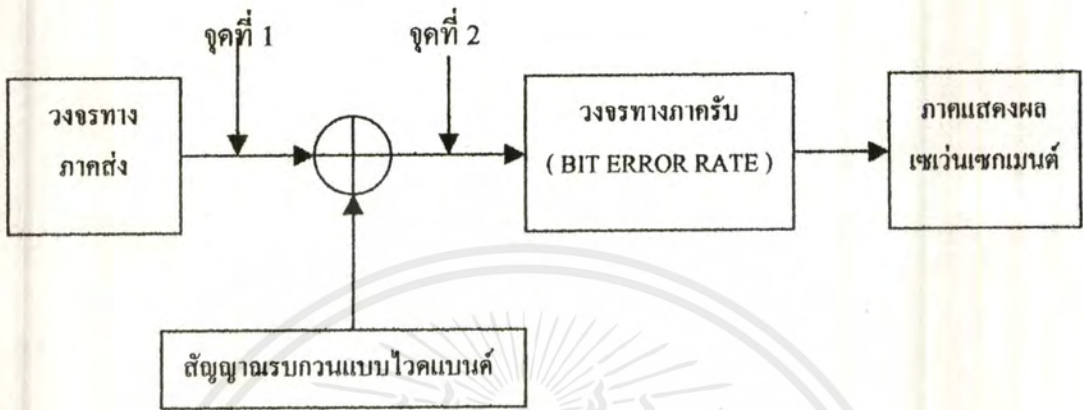 จุดที่ 1
จุดที่ 2
วงจรทาง
ภาคส่ง
วงจรทางภาครับ
( BIT ERROR RATE )
ภาคแสดงผล
เซเว่นเซกเมนต์
สัญญาณรบกวนแบบไวดแบนด์